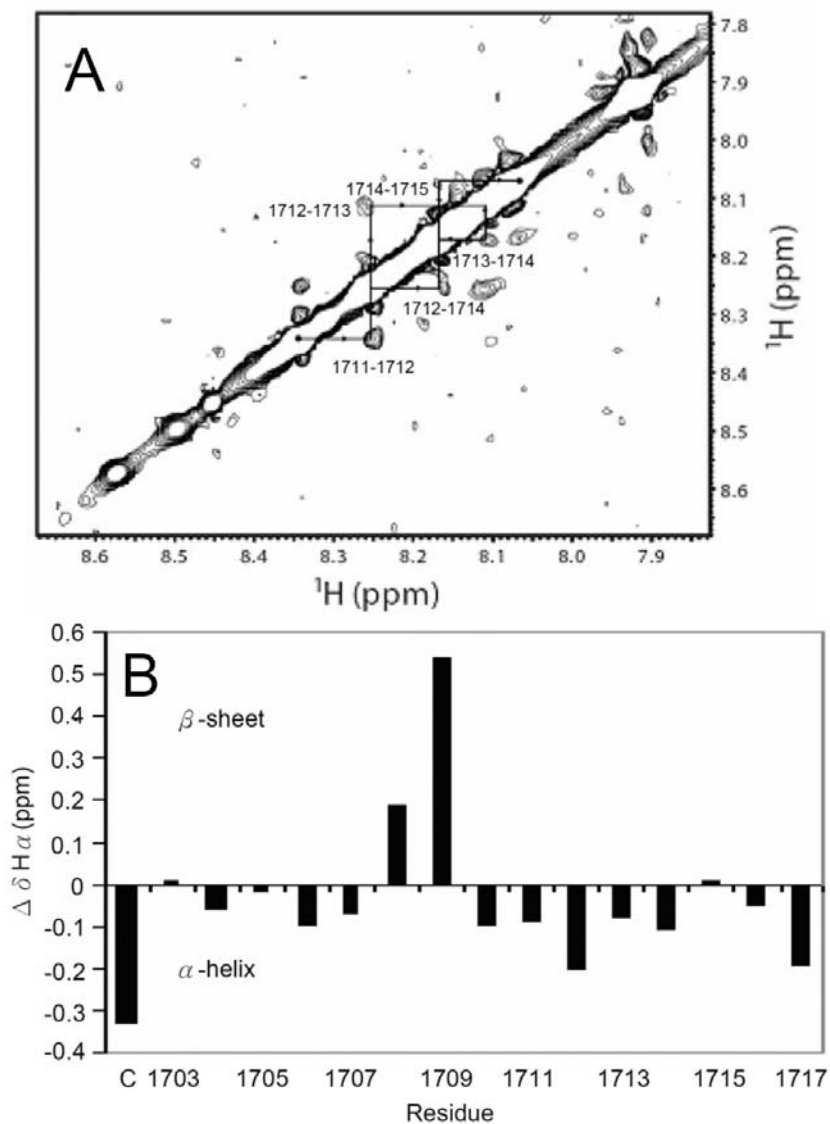 A
7.8
7.9
8.0
8.1
8.2
8.3
8.4
8.5
8.6
¹H (ppm)
1714-1715
1712-1713
1713-1714
1712-1714
1711-1712
8.6 8.5 8.4 8.3 8.2 8.1 8.0 7.9
¹H (ppm)
B
0.6
0.5
0.4
0.3
0.2
0.1
0
-0.1
-0.2
-0.3
-0.4
Δ δ H α (ppm)
β-sheet
α-helix
C 1703 1705 1707 1709 1711 1713 1715 1717
Residue